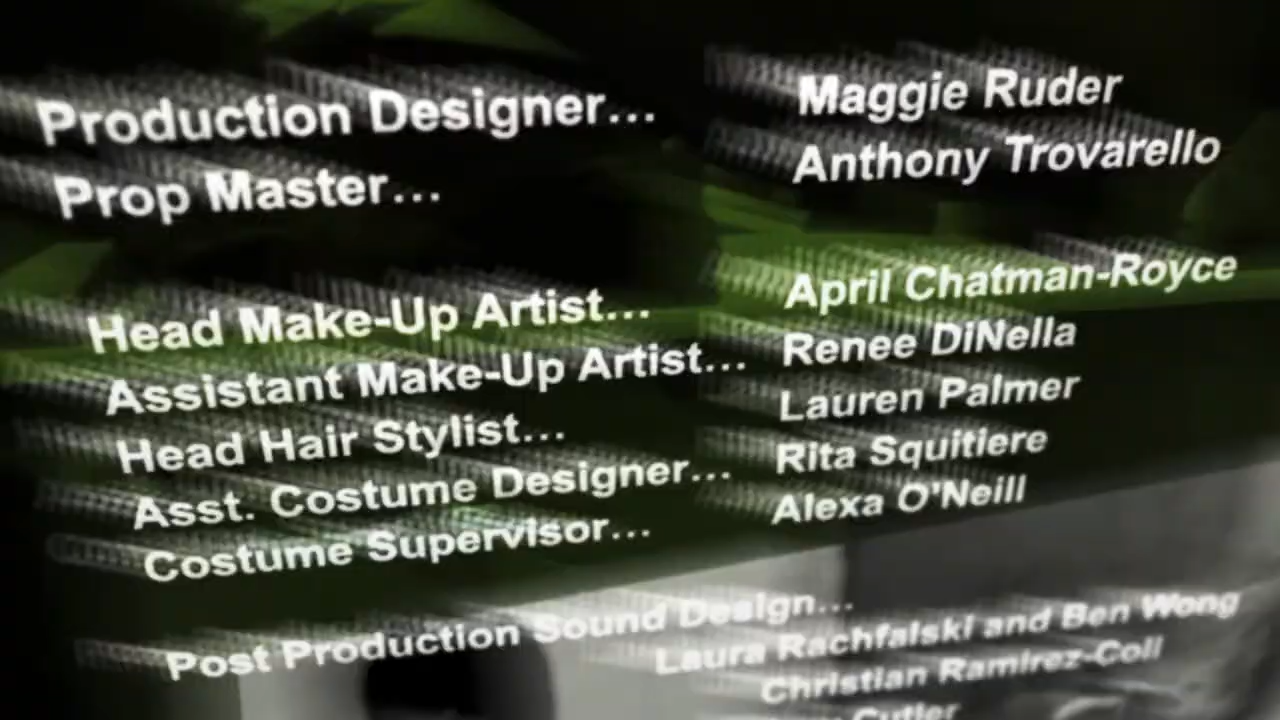 Production Designer... Maggie Ruder
Prop Master... Anthony Trovarello
Head Make-Up Artist... April Chatman-Royce
Assistant Make-Up Artist... Renee DiNella
Head Hair Stylist... Lauren Palmer
Asst. Costume Designer... Rita Squitiere
Costume Supervisor... Alexa O'Neill
Post Production Sound Design...
Laura Rachfalski and Ben Wong
Christian Ramirez-Coll
Cutler